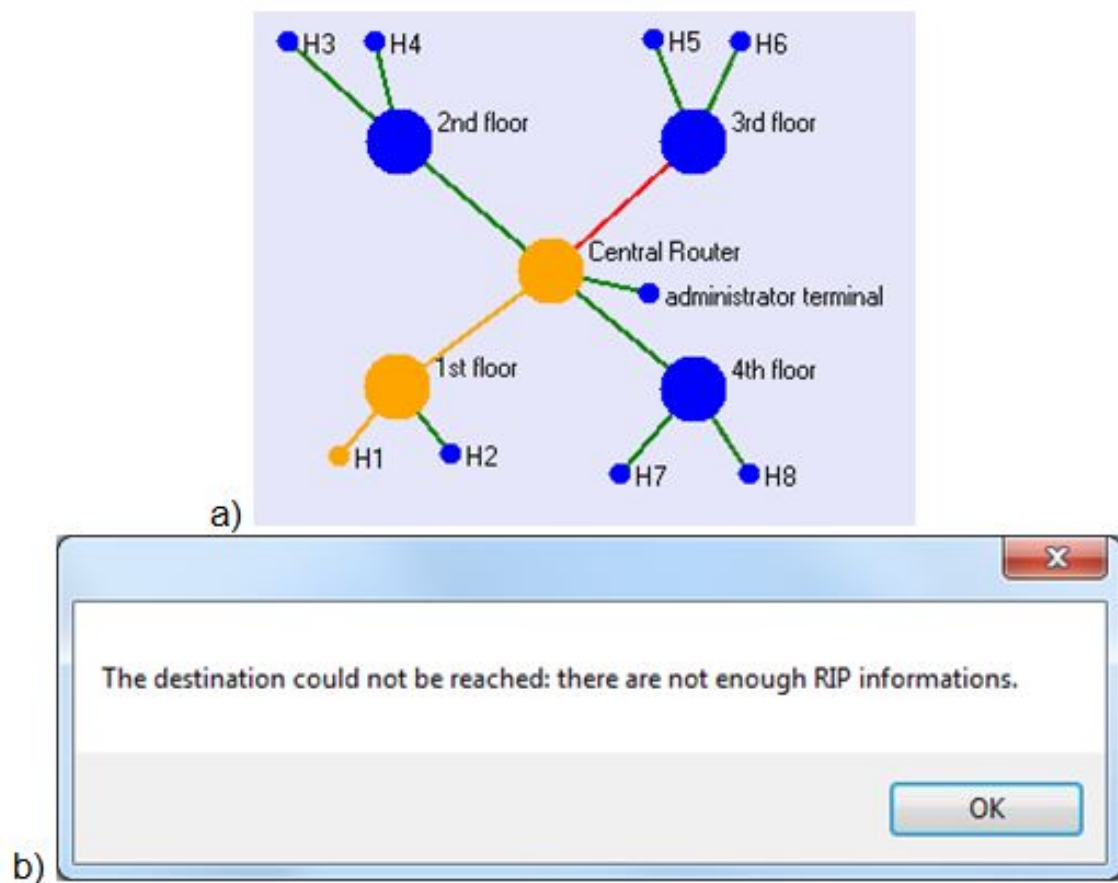 H3 H4 H5 H6
2nd floor 3rd floor
Central Router
administrator terminal
1st floor 4th floor
H1 H2 H7 H8
a)
The destination could not be reached: there are not enough RIP informations.
OK
b)